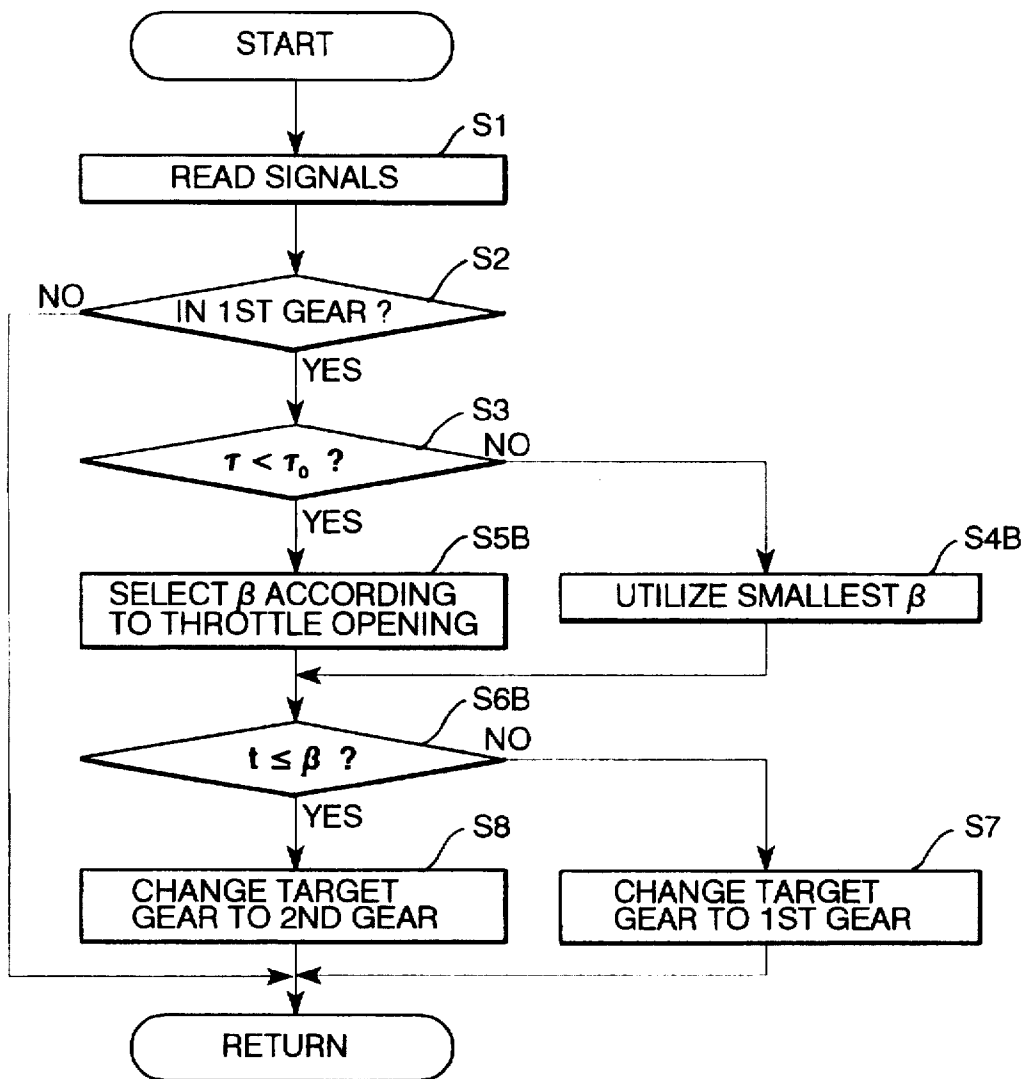 START
S1
READ SIGNALS
S2
NO
IN 1ST GEAR ?
YES
S3
NO
τ < τ₀ ?
YES
S5B
SELECT β ACCORDING
TO THROTTLE OPENING
S4B
UTILIZE SMALLEST β
S6B
NO
t ≤ β ?
YES
S8
CHANGE TARGET
GEAR TO 2ND GEAR
S7
CHANGE TARGET
GEAR TO 1ST GEAR
RETURN